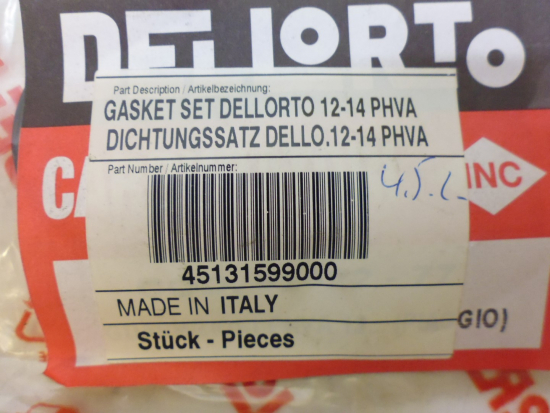 DELLORTO
Part Description / Artikelbezeichnung:
GASKET SET DELLORTO 12-14 PHVA
DICHTUNGSSATZ DELLO.12-14 PHVA
Part Number / Artikelnummer:
INC
45131599000
MADE IN ITALY
GIO)
Stück - Pieces